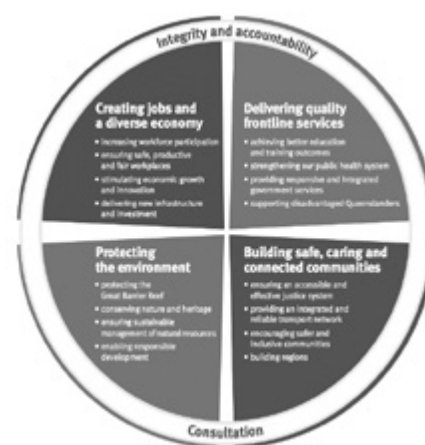 Integrity and accountability
Creating jobs and
a diverse economy
• increasing workforce participation
• ensuring safe, productive
and fair workplaces
• stimulating economic growth
and innovation
• delivering new infrastructure
and investment
Delivering quality
frontline services
• achieving better education
and training outcomes
• strengthening our public health system
• providing responsive and integrated
government services
• supporting disadvantaged Queenslanders
Protecting
the environment
• protecting the
Great Barrier Reef
• conserving nature and heritage
• ensuring sustainable
management of natural resources
• enabling responsible
development
Building safe, caring and
connected communities
• ensuring an accessible and
effective justice system
• providing an integrated and
reliable transport network
• encouraging safer and
inclusive communities
• building regions
Consultation